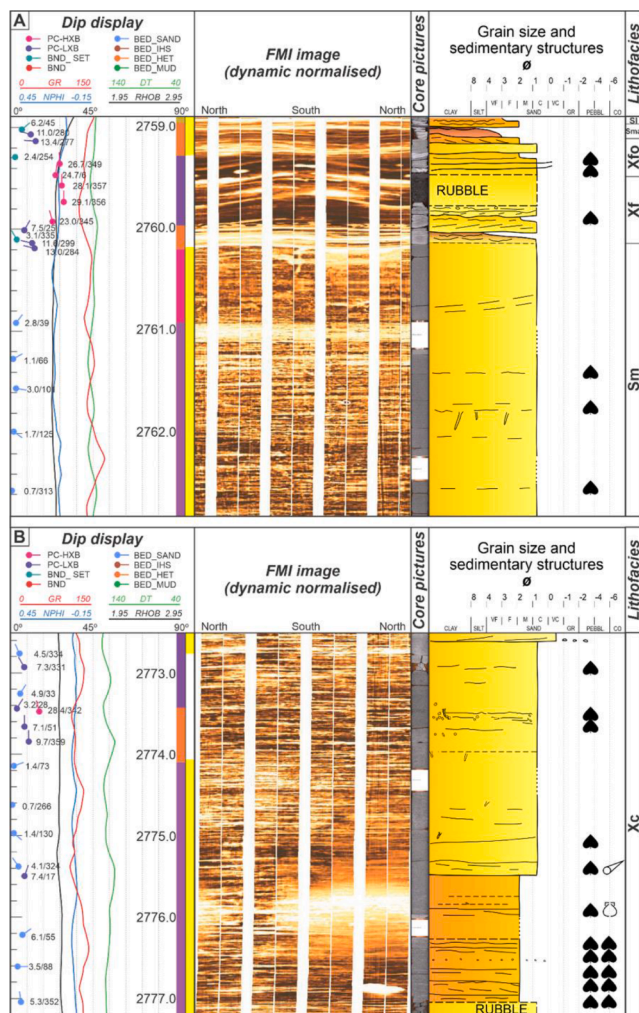 A
Dip display
PC-HXB
PC-LXB
BND_ SET
BND
BED_SAND
BED_IHS
BED_HET
BED_MUD
0 GR 150
140 DT 40
0.45 NPHI -0.15
1.95 RHOB 2.95
0° 45° 90°
FMI image
(dynamic normalised)
North South North
Core pictures
Grain size and
sedimentary structures
Ø
8 4 2 1 0 -1 -2 -4 -6
VF F M C VC
CLAY SILT SAND GR PEBBL CO
Lithofacies
6.2/45
11.0/280
13.4/277
2.4/254
26.7/349
24.7/6
28.1/357
29.1/356
23.0/345
7.5/25
3.1/335
11.6/299
13.0/284
2.8/39
1.1/66
1.7/125
0.7/313
2759.0
2760.0
2761.0
2762.0
RUBBLE
Xfo
Xf
Sm
B
Dip display
PC-HXB
PC-LXB
BND_ SET
BND
BED_SAND
BED_IHS
BED_HET
BED_MUD
0 GR 150
140 DT 40
0.45 NPHI -0.15
1.95 RHOB 2.95
0° 45° 90°
FMI image
(dynamic normalised)
North South North
Core pictures
Grain size and
sedimentary structures
Ø
8 4 2 1 0 -1 -2 -4 -6
VF F M C VC
CLAY SILT SAND GR PEBBL CO
Lithofacies
4.5/334
7.3/331
4.9/33
3.2/28
28.4/342
7.1/51
9.7/359
1.4/73
0.7/266
1.4/130
4.1/324
7.4/17
6.1/55
3.5/88
5.3/352
2773.0
2774.0
2775.0
2776.0
2777.0
RUBBLE
Xc